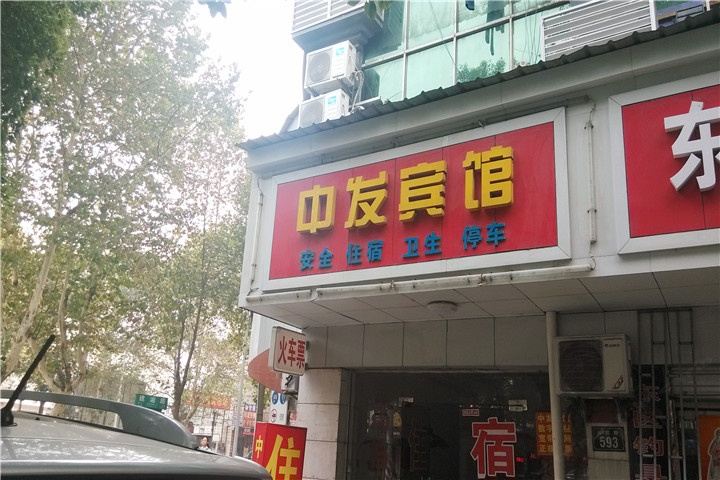 中发宾馆
安全 住宿 卫生 停车
东
火车票
中
住
宿
593